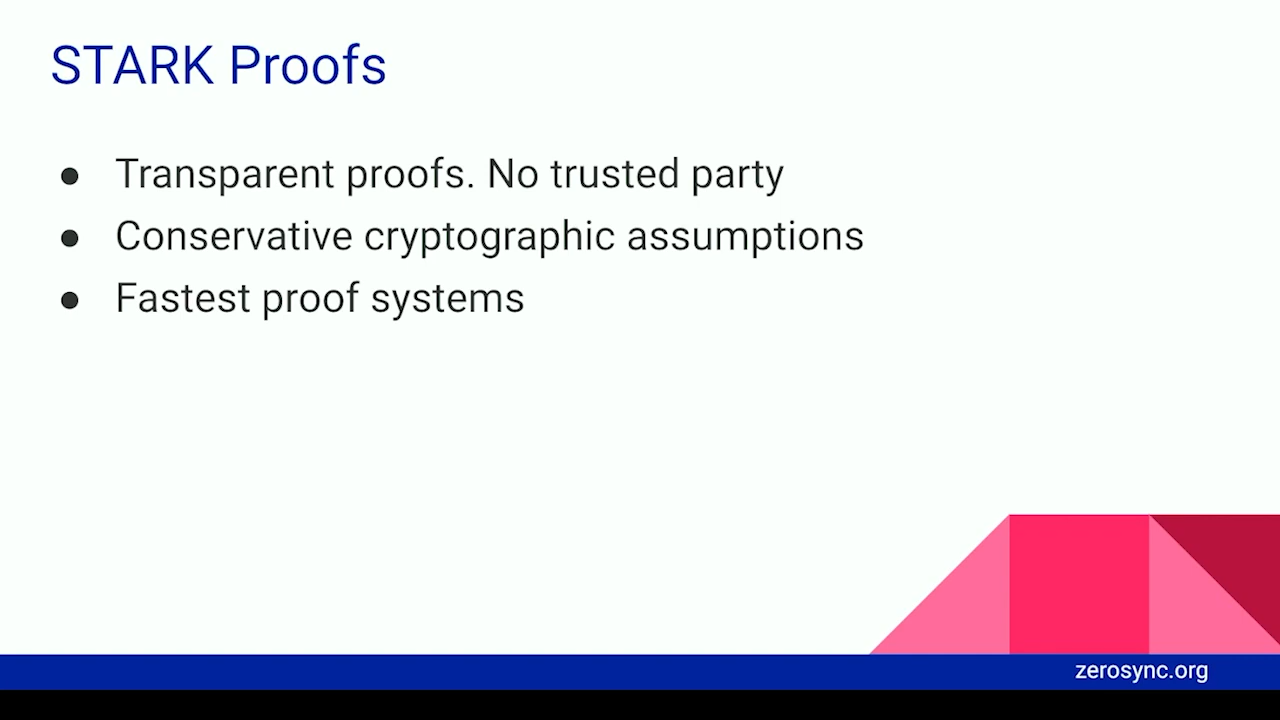 STARK Proofs
● Transparent proofs. No trusted party
● Conservative cryptographic assumptions
● Fastest proof systems
zerosync.org